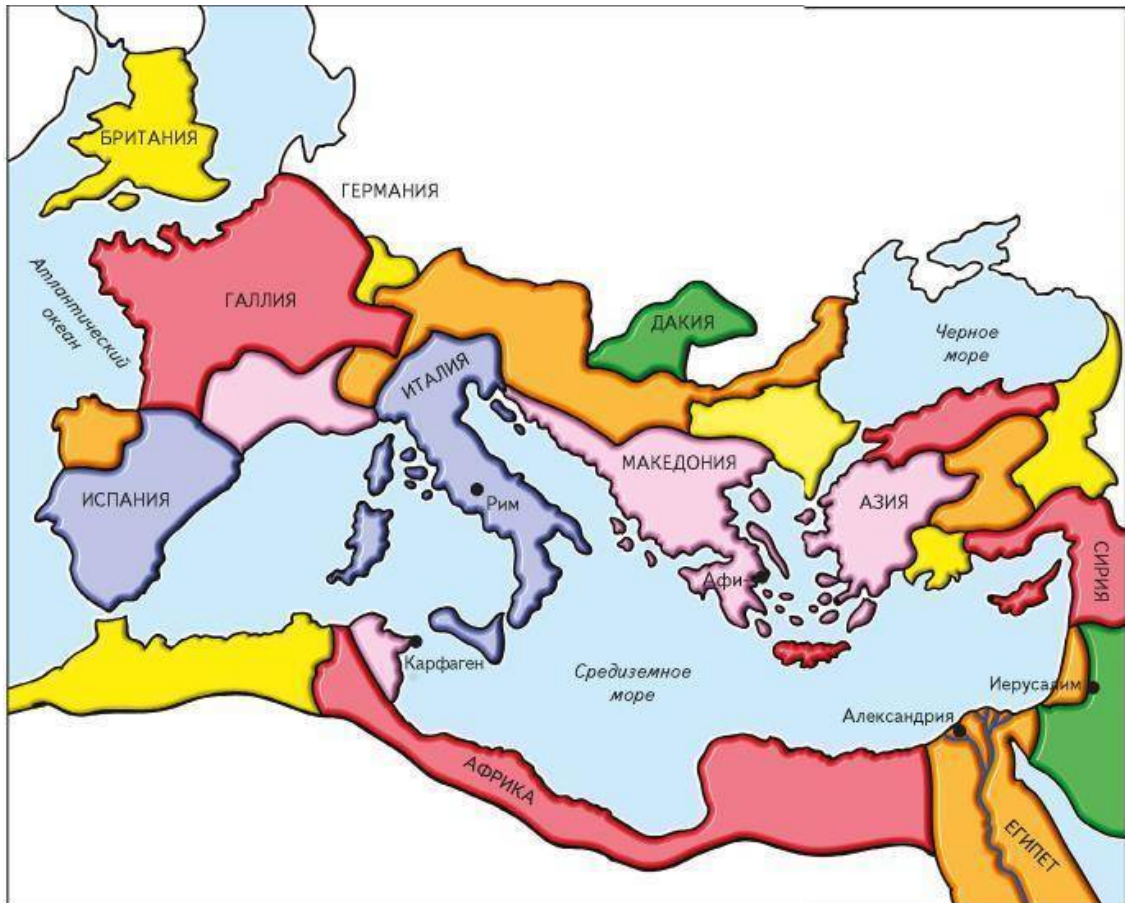 БРИТАНИЯ
ГЕРМАНИЯ
Атлантический
океан
ГАЛЛИЯ
ДАКИЯ
Черное
море
ИТАЛИЯ
МАКЕДОНИЯ
ИСПАНИЯ
Рим
АЗИЯ
СИРИЯ
Афи
Карфаген
Средиземное
море
Иерусалим
Александрия
АФРИКА
ЕГИПЕТ